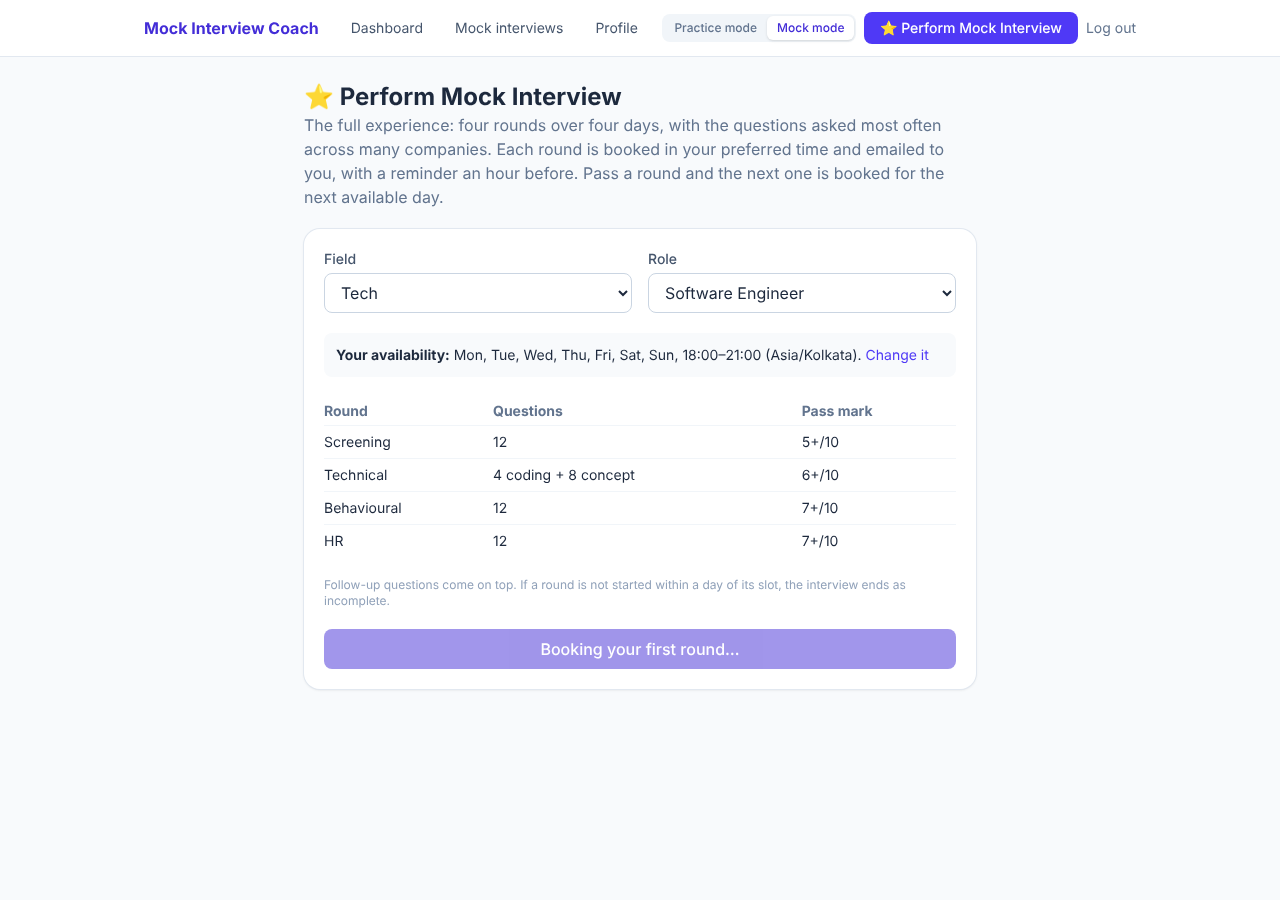 Mock Interview Coach Dashboard Mock interviews Profile Practice mode Mock mode ⭐ Perform Mock Interview Log out
⭐ Perform Mock Interview
The full experience: four rounds over four days, with the questions asked most often
across many companies. Each round is booked in your preferred time and emailed to
you, with a reminder an hour before. Pass a round and the next one is booked for the
next available day.
Field Role
Tech Software Engineer
Your availability: Mon, Tue, Wed, Thu, Fri, Sat, Sun, 18:00–21:00 (Asia/Kolkata). Change it
Round Questions Pass mark
Screening 12 5+/10
Technical 4 coding + 8 concept 6+/10
Behavioural 12 7+/10
HR 12 7+/10
Follow-up questions come on top. If a round is not started within a day of its slot, the interview ends as
incomplete.
Booking your first round...